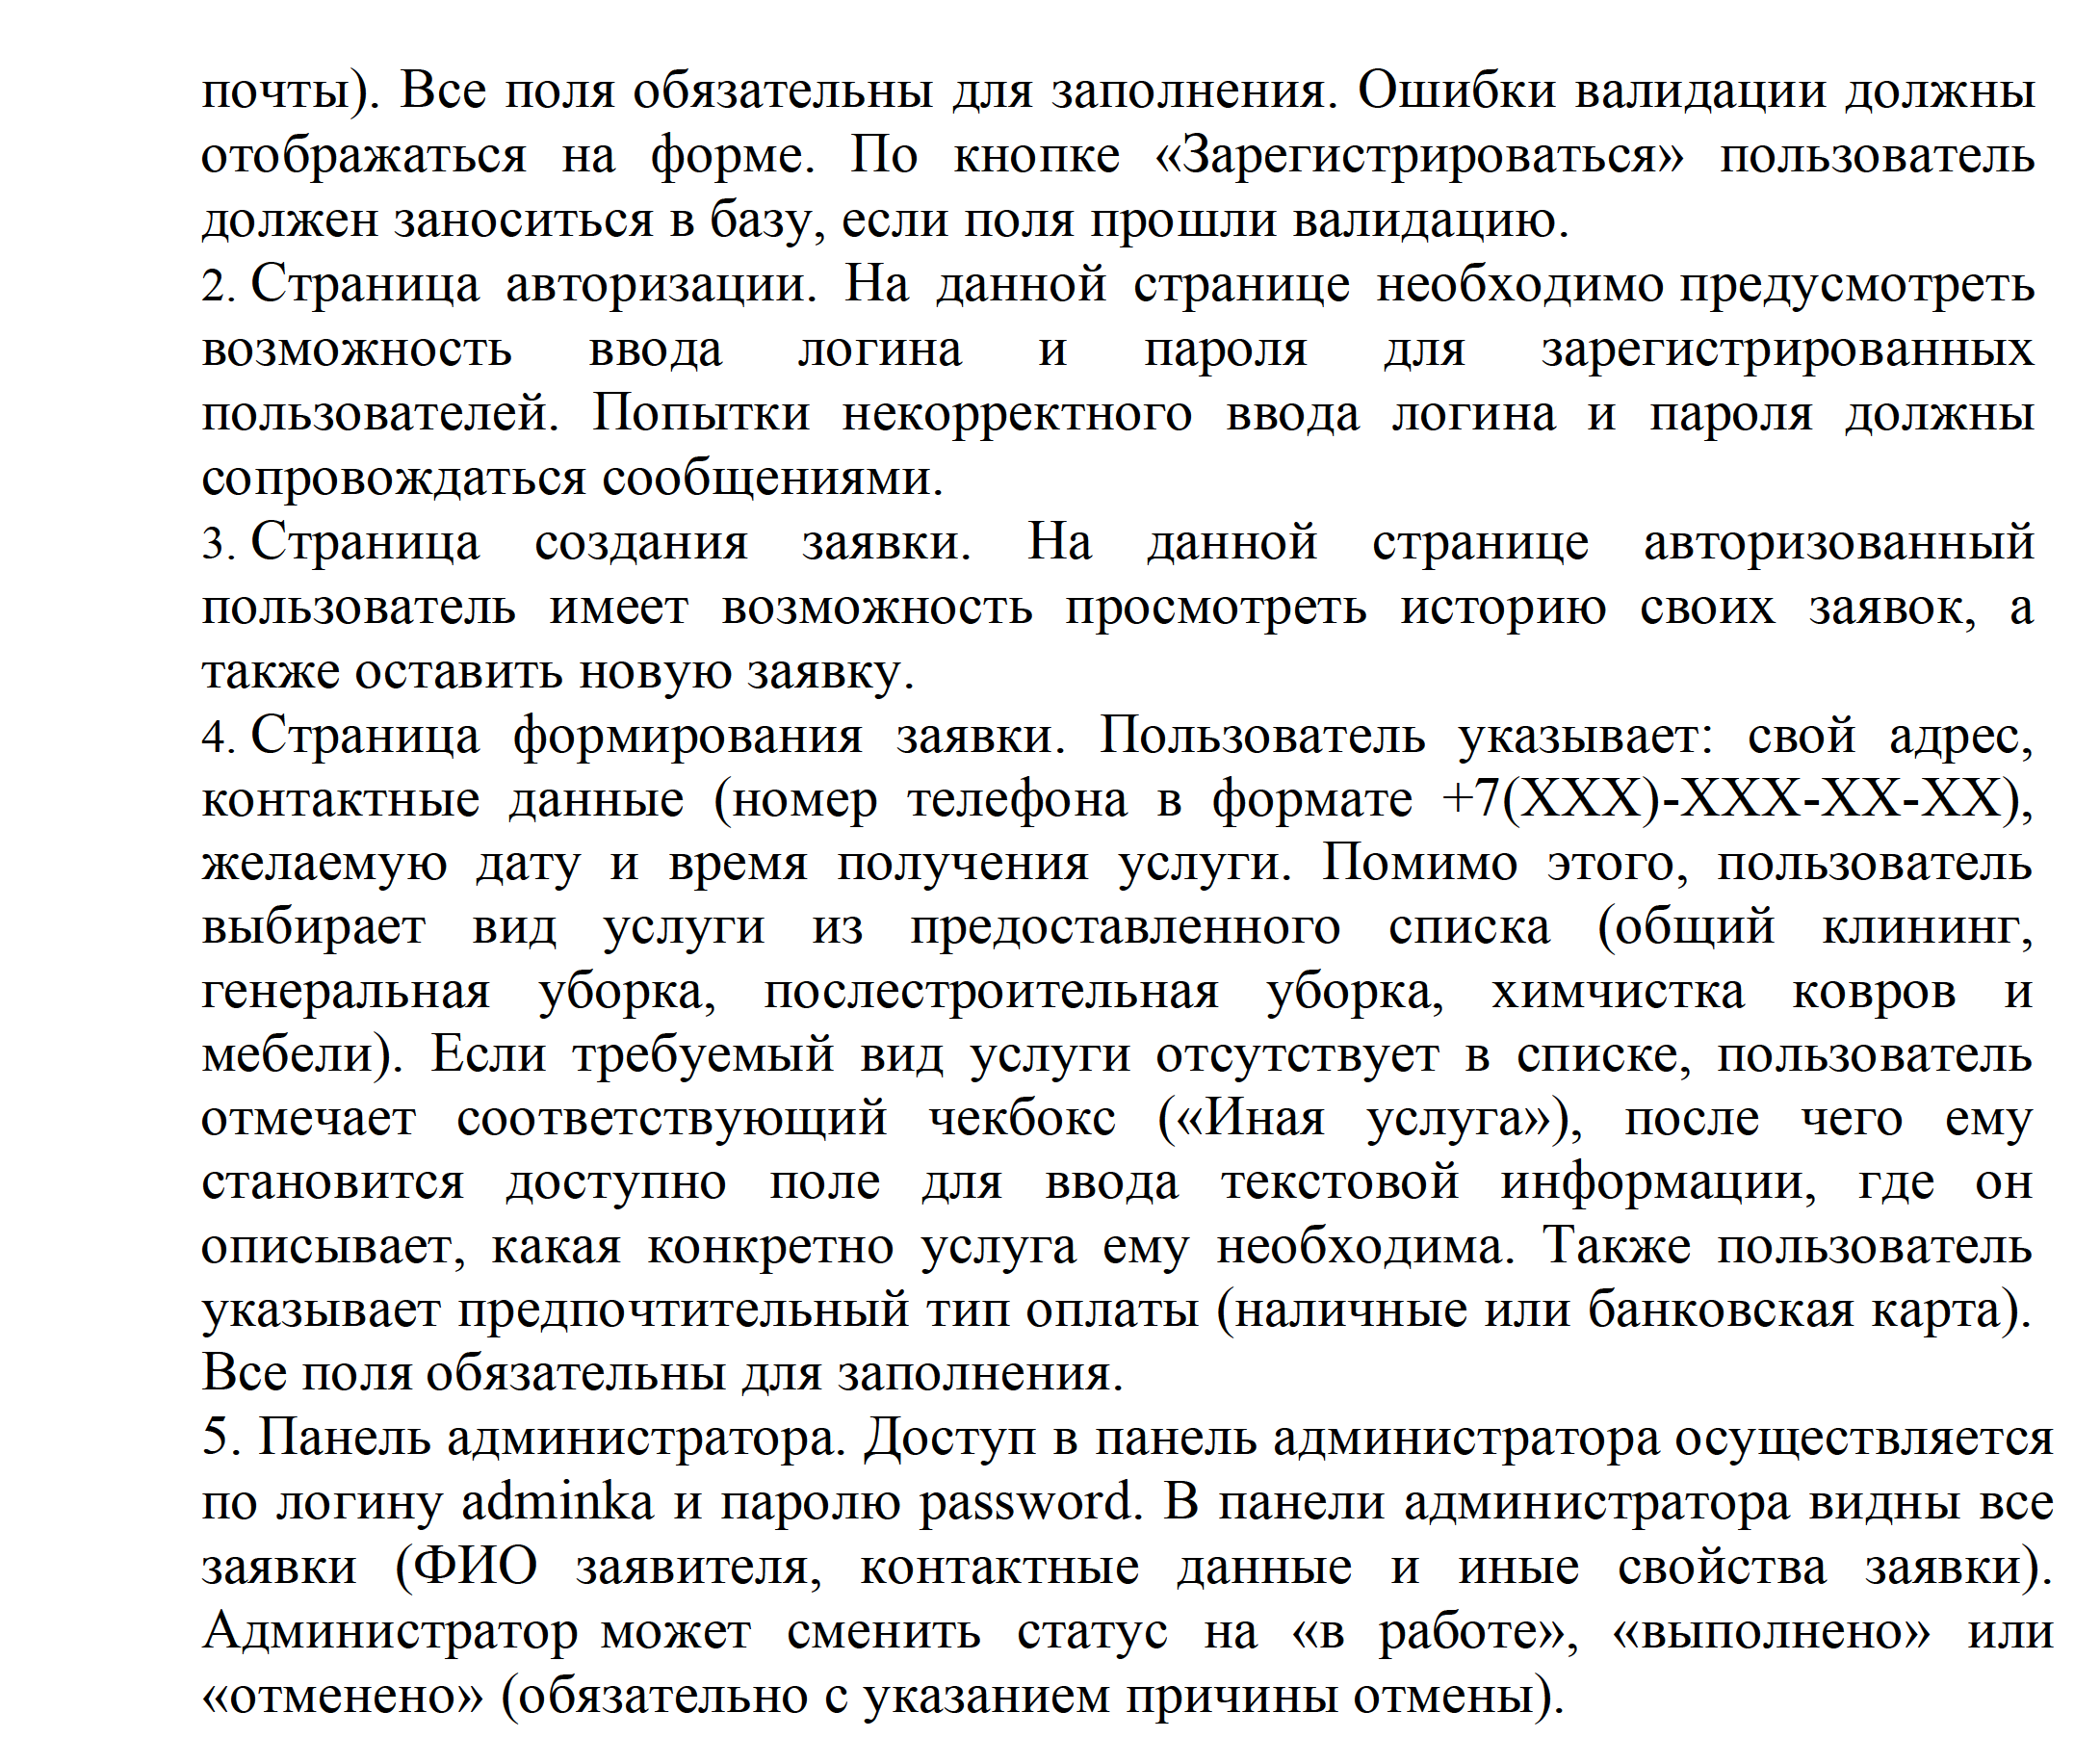 почты). Все поля обязательны для заполнения. Ошибки валидации должны
отображаться на форме. По кнопке «Зарегистрироваться» пользователь
должен заноситься в базу, если поля прошли валидацию.
2. Страница авторизации. На данной странице необходимо предусмотреть
возможность ввода логина и пароля для зарегистрированных
пользователей. Попытки некорректного ввода логина и пароля должны
сопровождаться сообщениями.
3. Страница создания заявки. На данной странице авторизованный
пользователь имеет возможность просмотреть историю своих заявок, а
также оставить новую заявку.
4. Страница формирования заявки. Пользователь указывает: свой адрес,
контактные данные (номер телефона в формате +7(XXX)-XXX-XX-XX),
желаемую дату и время получения услуги. Помимо этого, пользователь
выбирает вид услуги из предоставленного списка (общий клининг,
генеральная уборка, послестроительная уборка, химчистка ковров и
мебели). Если требуемый вид услуги отсутствует в списке, пользователь
отмечает соответствующий чекбокс («Иная услуга»), после чего ему
становится доступно поле для ввода текстовой информации, где он
описывает, какая конкретно услуга ему необходима. Также пользователь
указывает предпочтительный тип оплаты (наличные или банковская карта).
Все поля обязательны для заполнения.
5. Панель администратора. Доступ в панель администратора осуществляется
по логину adminka и паролю password. В панели администратора видны все
заявки (ФИО заявителя, контактные данные и иные свойства заявки).
Администратор может сменить статус на «в работе», «выполнено» или
«отменено» (обязательно с указанием причины отмены).